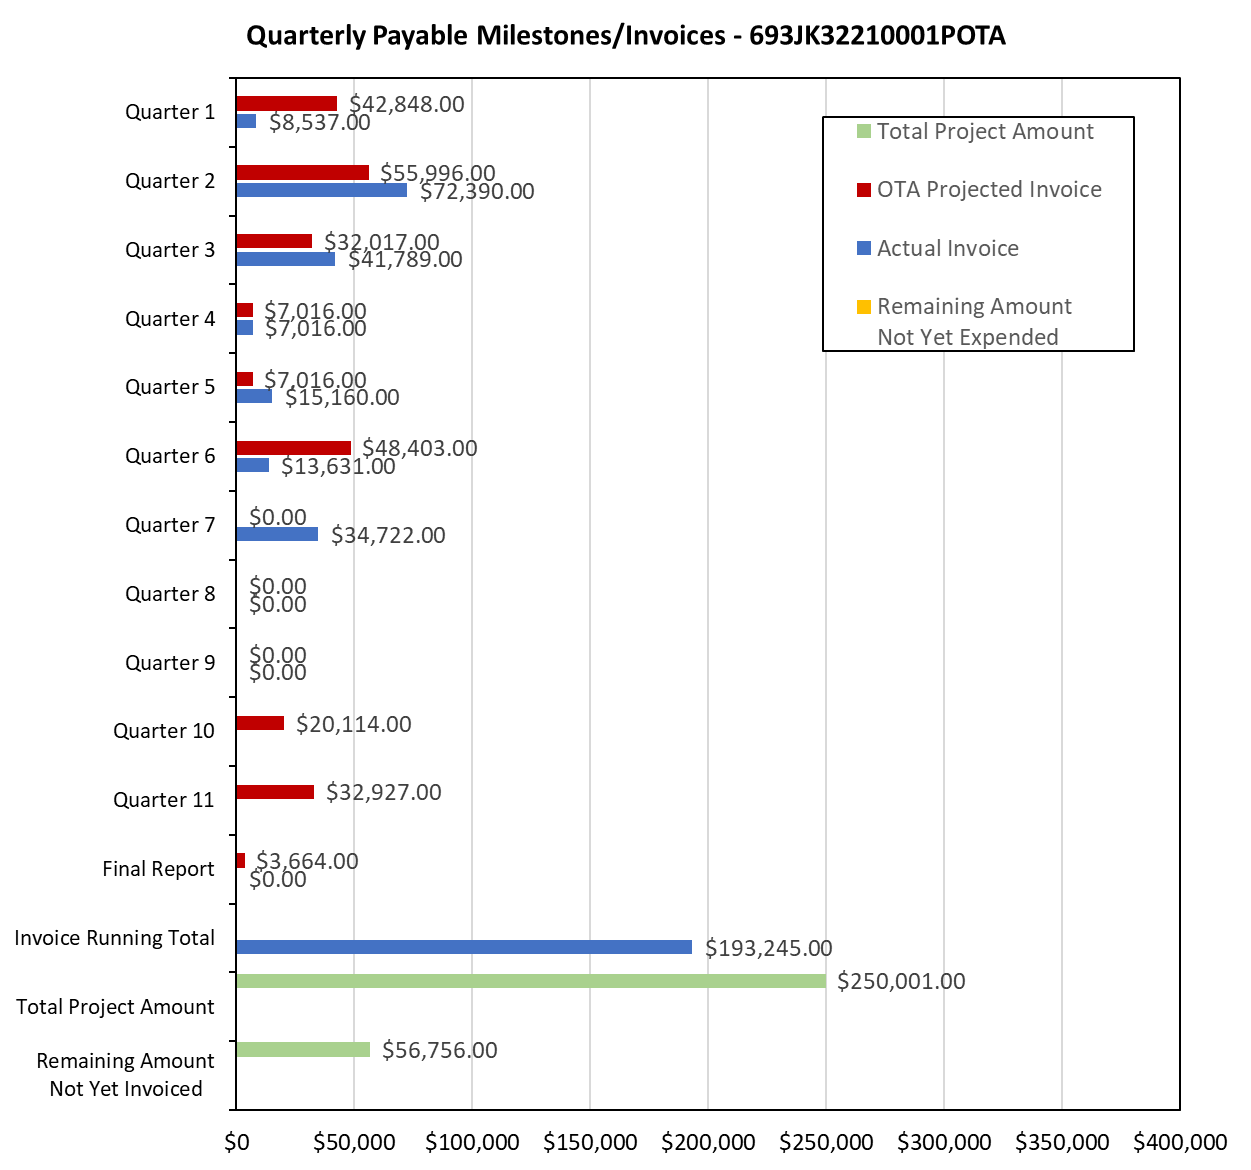 Quarterly Payable Milestones/Invoices - 693JK32210001POTA
Quarter 1
$42,848.00
$8,537.00
Quarter 2
$55,996.00
$72,390.00
Quarter 3
$32,017.00
$41,789.00
Quarter 4
$7,016.00
$7,016.00
Quarter 5
$7,016.00
$15,160.00
Quarter 6
$48,403.00
$13,631.00
Quarter 7
$0.00
$34,722.00
Quarter 8
$0.00
$0.00
Quarter 9
$0.00
$0.00
Quarter 10
$20,114.00
Quarter 11
$32,927.00
Final Report
$3,664.00
$0.00
Invoice Running Total
$193,245.00
Total Project Amount
$250,001.00
Remaining Amount
Not Yet Invoiced
$56,756.00
Total Project Amount
OTA Projected Invoice
Actual Invoice
Remaining Amount
Not Yet Expended
$0
$50,000
$100,000
$150,000
$200,000
$250,000
$300,000
$350,000
$400,000